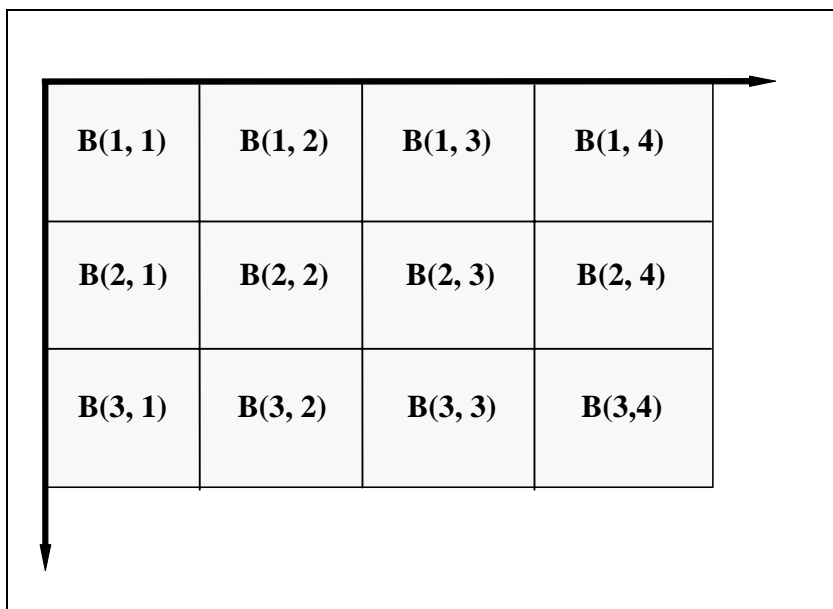 B(1, 1) B(1, 2) B(1, 3) B(1, 4)
B(2, 1) B(2, 2) B(2, 3) B(2, 4)
B(3, 1) B(3, 2) B(3, 3) B(3,4)